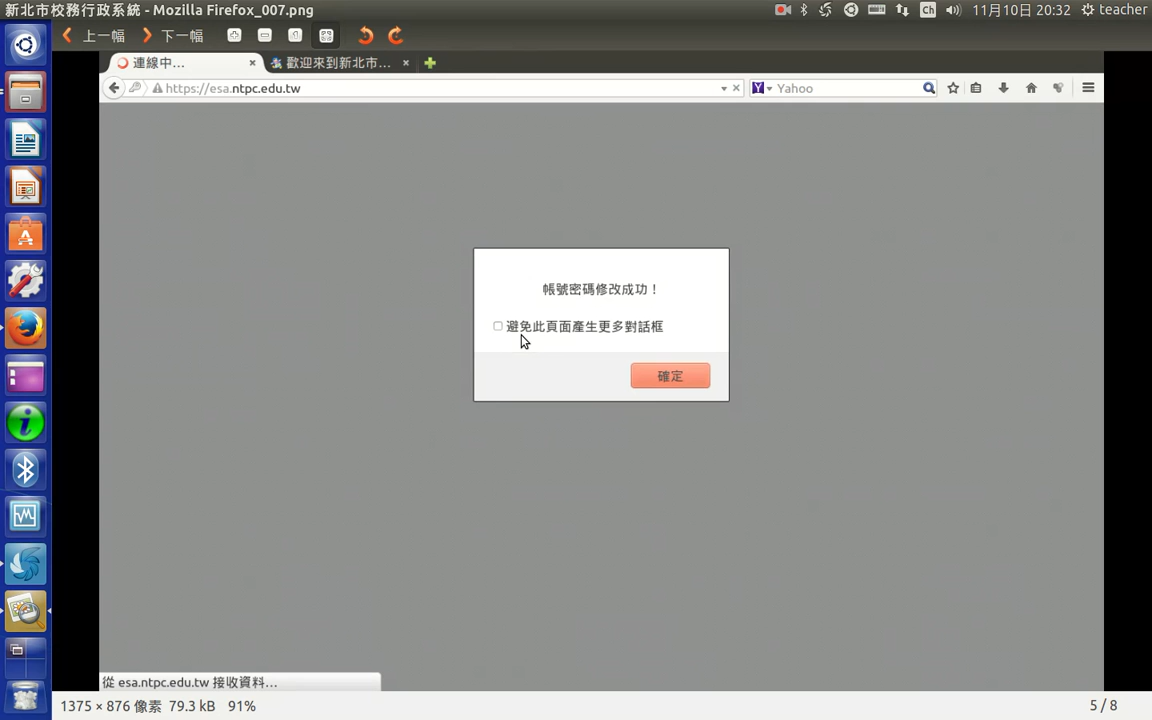 新北市校務行政系統 - Mozilla Firefox_007.png
Ch
11月10日 20:32
teacher
上一幅
下一幅
連線中...
歡迎來到新北市...
https://esa.ntpc.edu.tw
Yahoo
帳號密碼修改成功！
避免此頁面產生更多對話框
確定
從 esa.ntpc.edu.tw 接收資料...
1375 × 876 像素 79.3 kB 91%
5 / 8